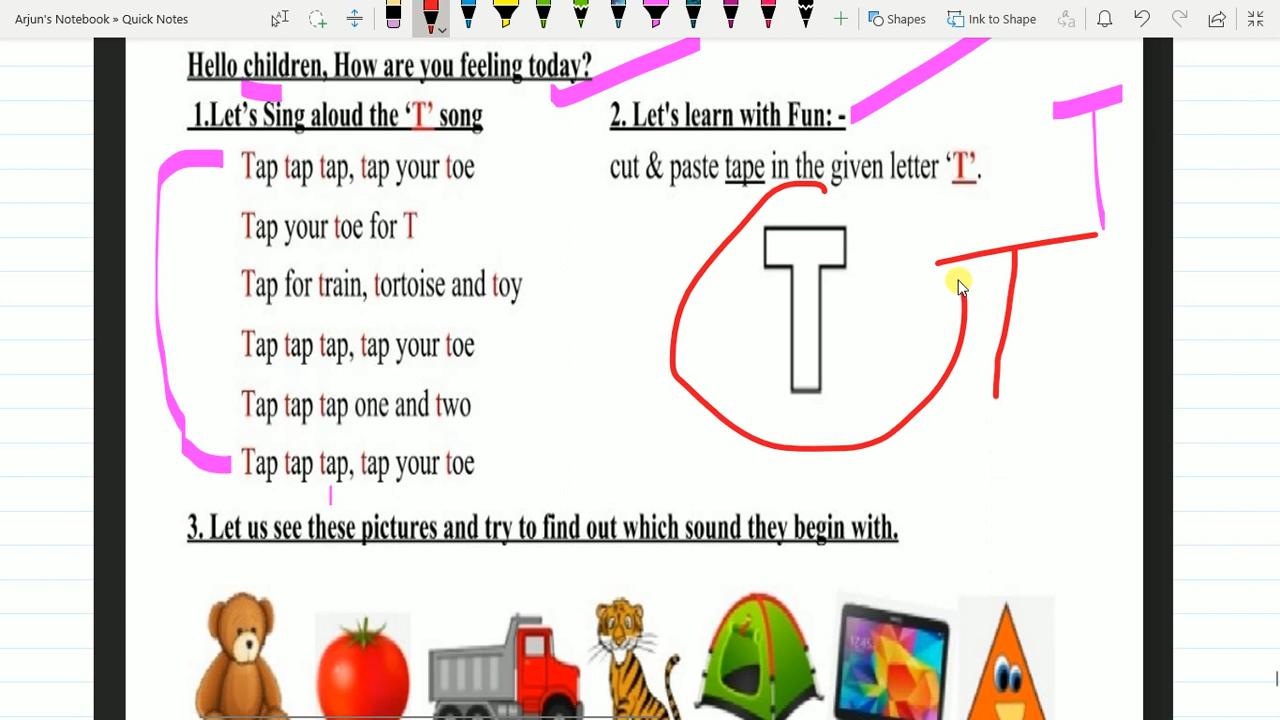 Arjun's Notebook » Quick Notes
Shapes
Ink to Shape
Hello children, How are you feeling today?
1.Let's Sing aloud the ‘T’ song
Tap tap tap, tap your toe
Tap your toe for T
Tap for train, tortoise and toy
Tap tap tap, tap your toe
Tap tap tap one and two
Tap tap tap, tap your toe
2. Let's learn with Fun: -
cut & paste tape in the given letter ‘T’.
T
T
T
3. Let us see these pictures and try to find out which sound they begin with.
12:45